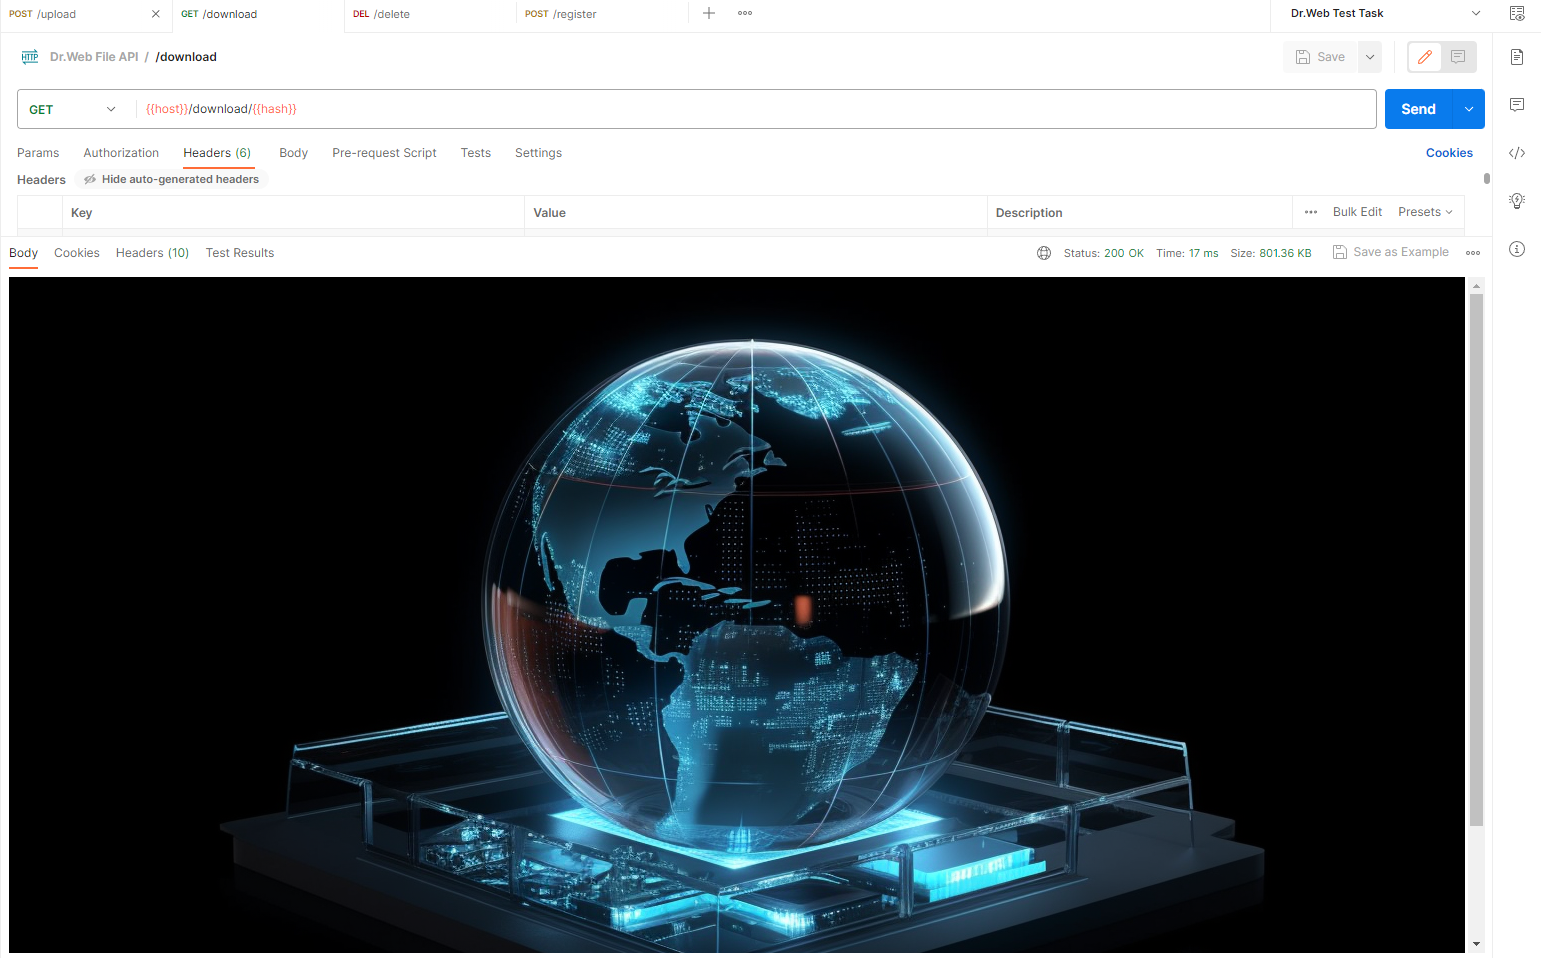 POST /upload
GET /download
DEL /delete
POST /register
Dr.Web Test Task
HTTP Dr.Web File API / /download
Save
GET {{host}}/download/{{hash}}
Send
Params Authorization Headers (6) Body Pre-request Script Tests Settings Cookies
Headers Hide auto-generated headers
Key Value Description Bulk Edit Presets
Body Cookies Headers (10) Test Results Status: 200 OK Time: 17 ms Size: 801.36 KB Save as Example